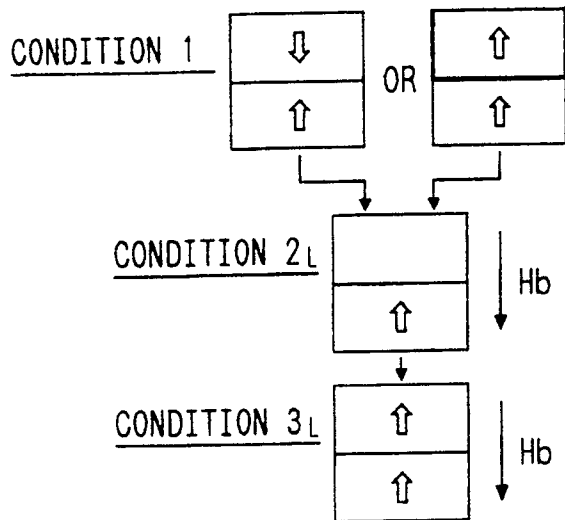 CONDITION 1
OR
CONDITION 2L
Hb
CONDITION 3L
Hb